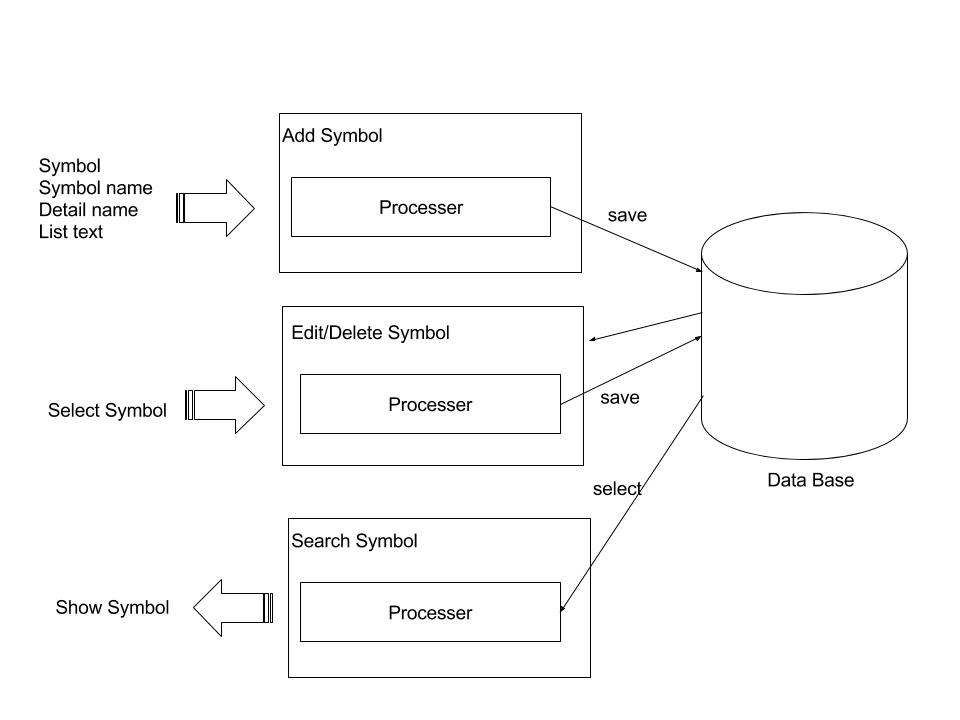 Add Symbol
Symbol
Symbol name
Detail name
List text
Processer
save
Edit/Delete Symbol
Select Symbol
Processer
save
Data Base
select
Search Symbol
Show Symbol
Processer